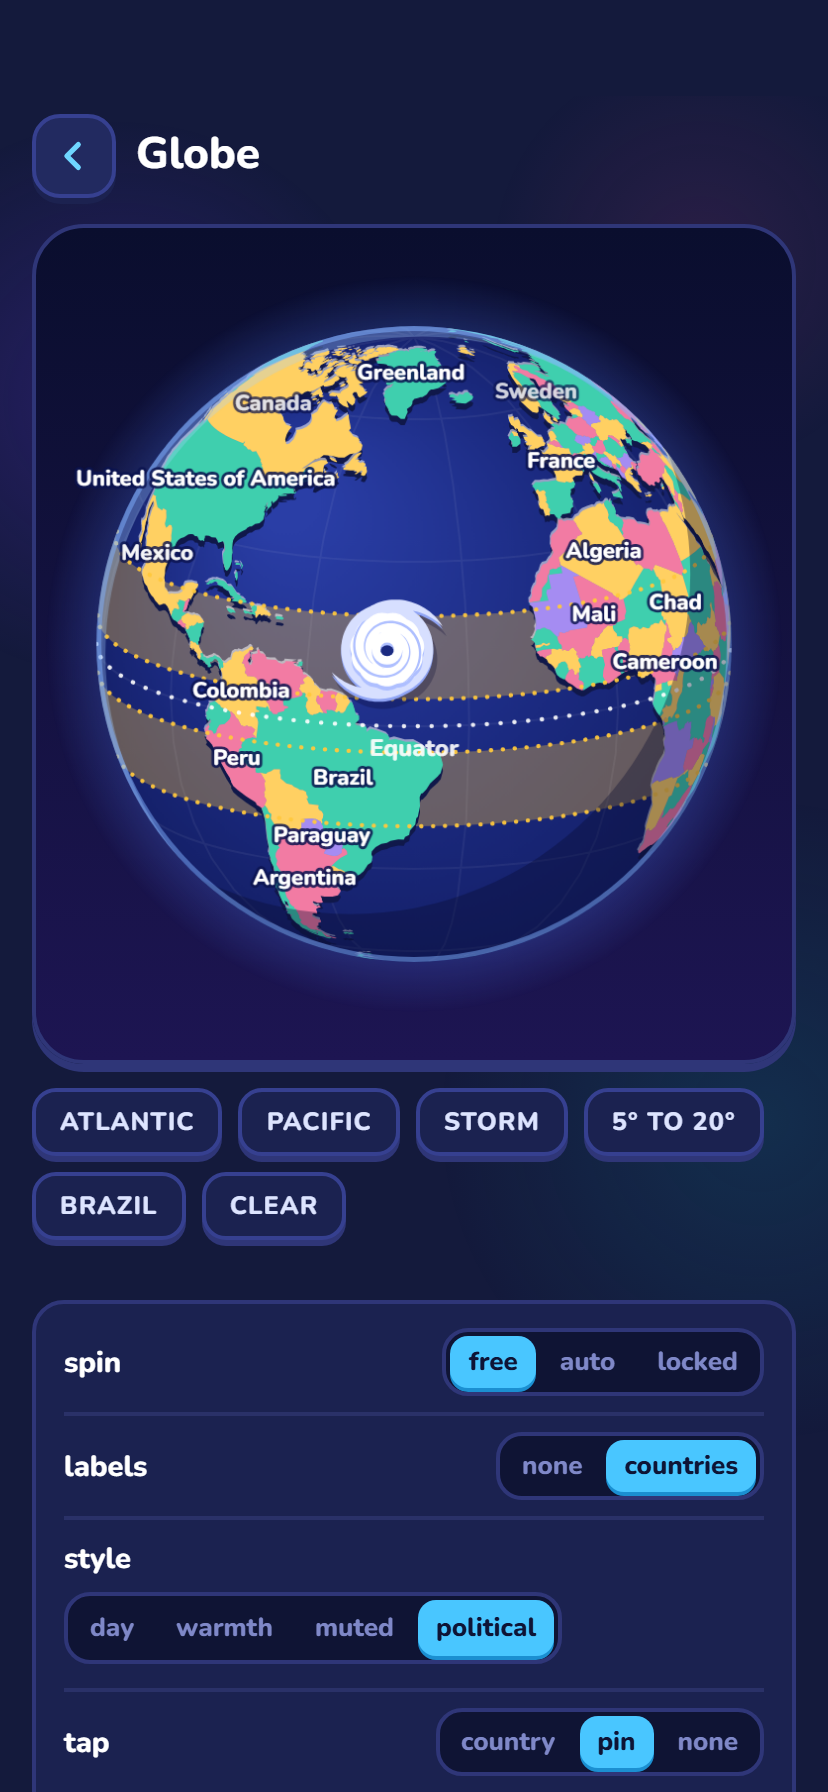 Globe
Greenland
Canada
Sweden
France
United States of America
Mexico
Algeria
Mali
Chad
Cameroon
Colombia
Equator
Peru
Brazil
Paraguay
Argentina
ATLANTIC
PACIFIC
STORM
5° TO 20°
BRAZIL
CLEAR
spin
free
auto
locked
labels
none
countries
style
day
warmth
muted
political
tap
country
pin
none